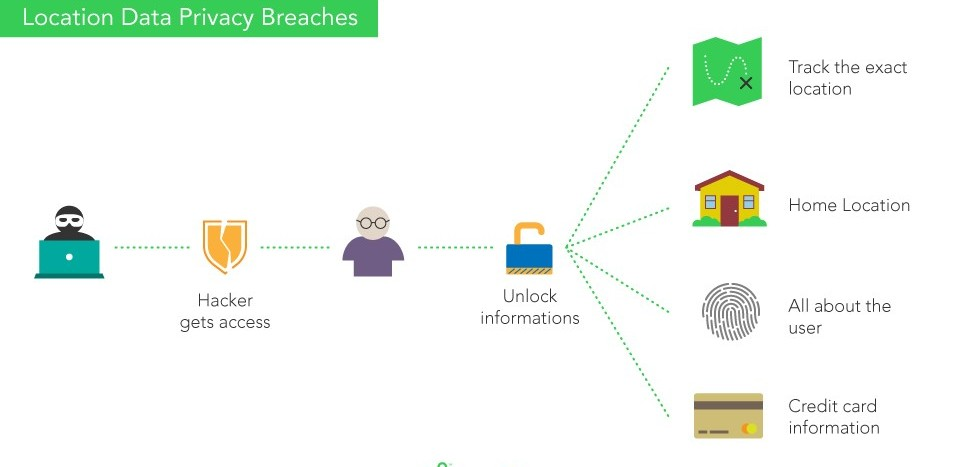 Location Data Privacy Breaches
Track the exact
location
Home Location
Hacker
gets access
Unlock
informations
All about the
user
Credit card
information